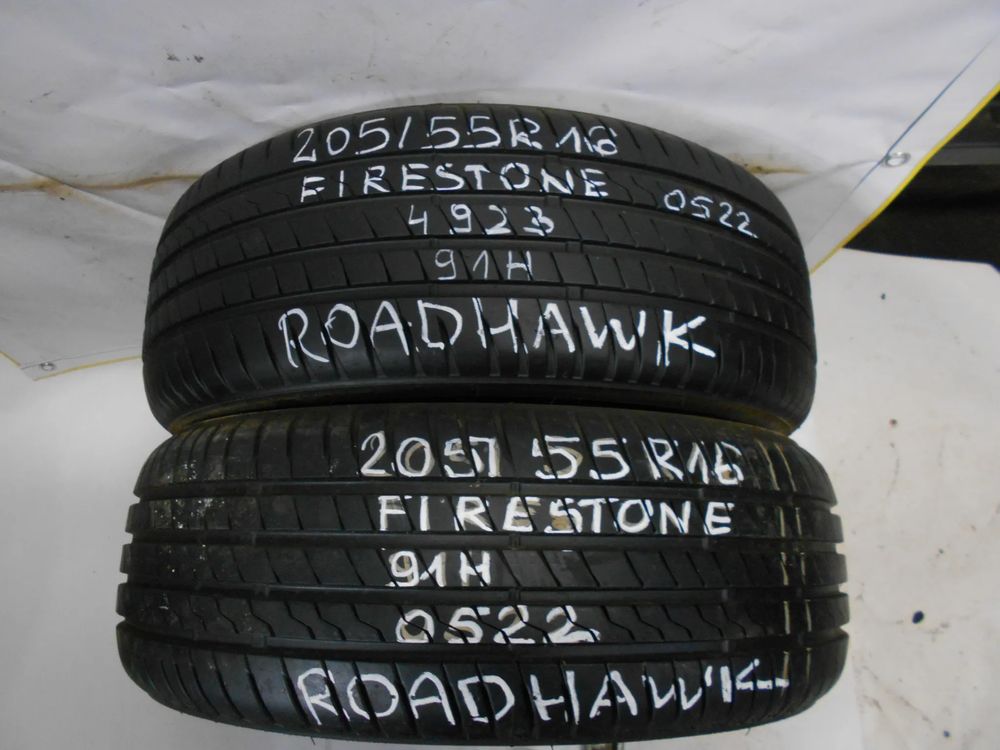 205/55R16
FIRESTONE
0522
4923
91H
ROADHAWK
205/55R16
FIRESTONE
91H
0522
ROADHAWK